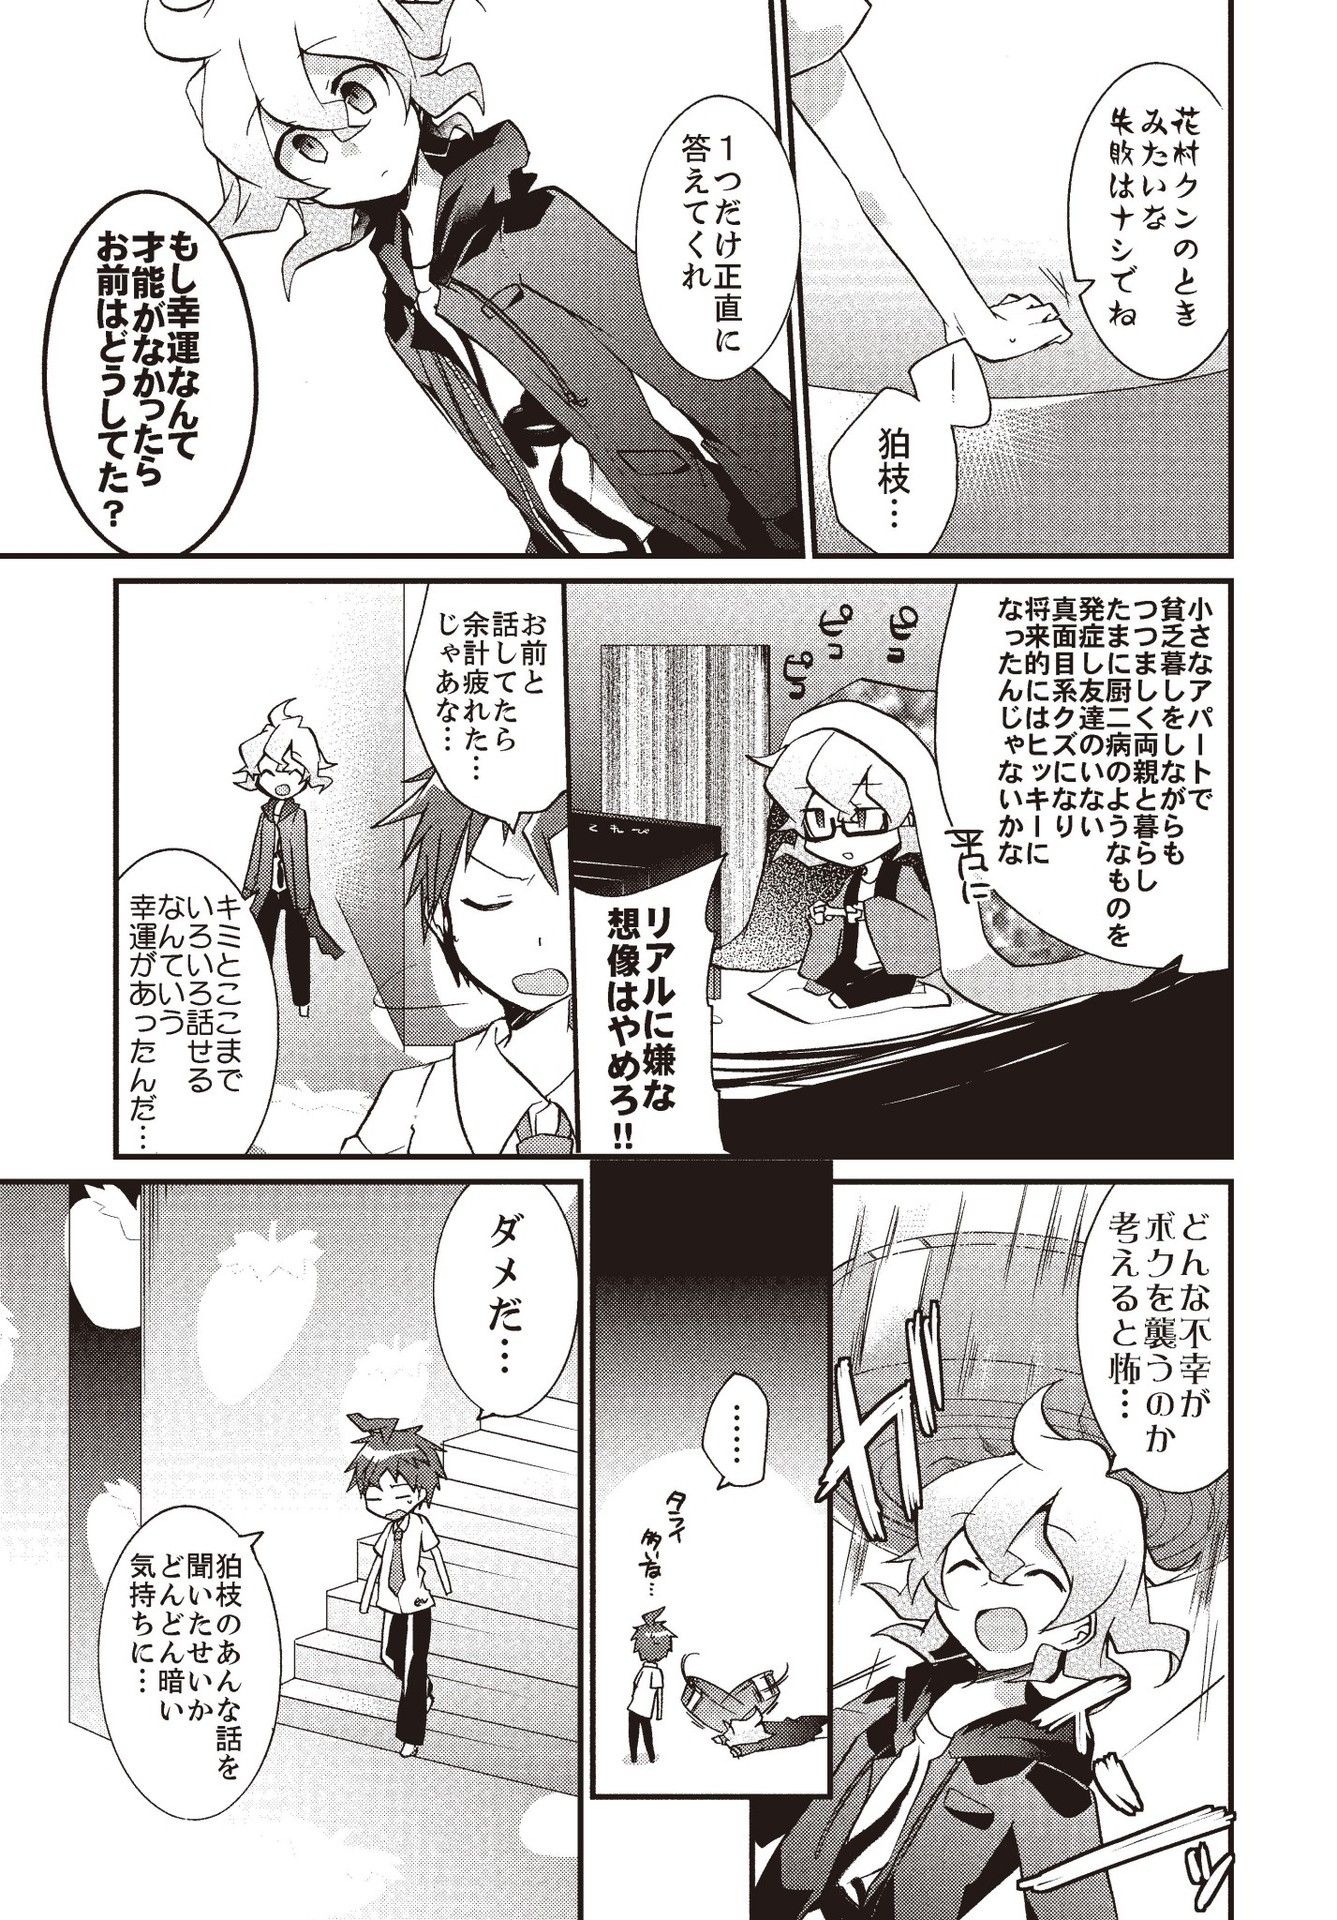 花村クンのとき
みたいな
失敗はナシでね
狛枝…
1つだけ正直に
答えてくれ
もし幸運なんて
才能がなかったら
お前はどうしてた?
小さなアパートで
貧乏暮しをしながらも
つつましく両親と暮らし
たまに厨二病のようなものを
発症し友達のいない
真面目系クズになり
将来的にはヒッキーに
なったんじゃないかな
ピコ
ピコ
てれび
リアルに嫌な
想像はやめろ!!
お前と
話してたら
余計疲れた…
じゃあな…
キミとここまで
いろいろ話せる
なんていう
幸運があったんだ…
どんな不幸が
ボクを襲うのか
考えると怖…
……
タライ
多いな…
ダメだ…
狛枝のあんな話を
聞いたせいか
どんどん暗い
気持ちに…